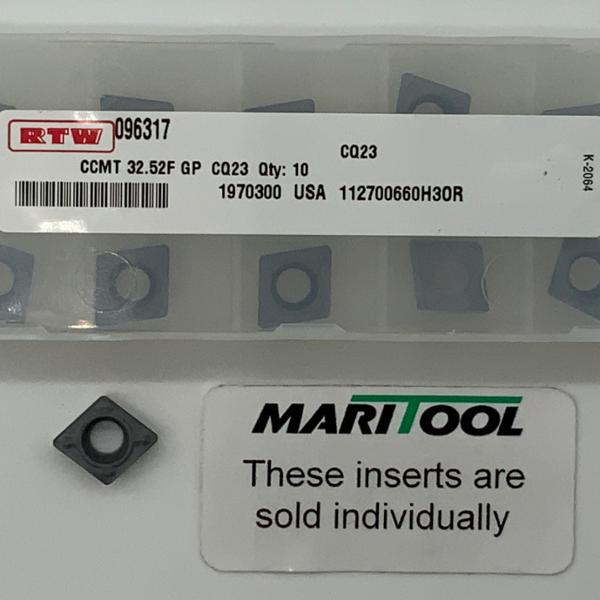 RTW 096317
CQ23
CCMT 32.52F GP CQ23 Qty: 10
1970300 USA 112700660H3OR
K-2064
MARITOOL
These inserts are
sold individually